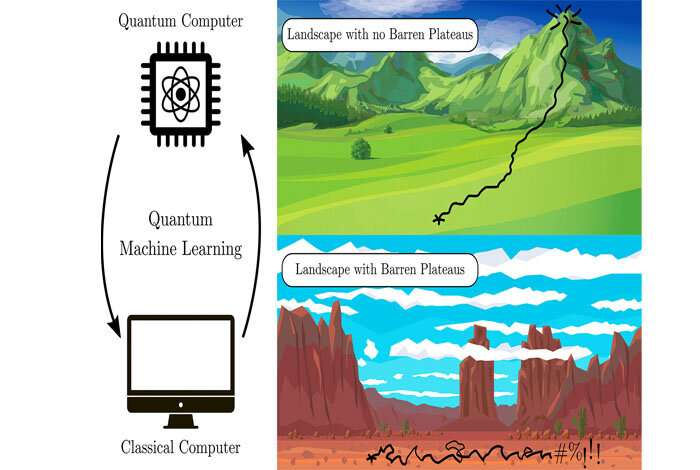 Quantum Computer
Quantum
Machine Learning
Classical Computer
Landscape with no Barren Plateaus
Landscape with Barren Plateaus
#%!!